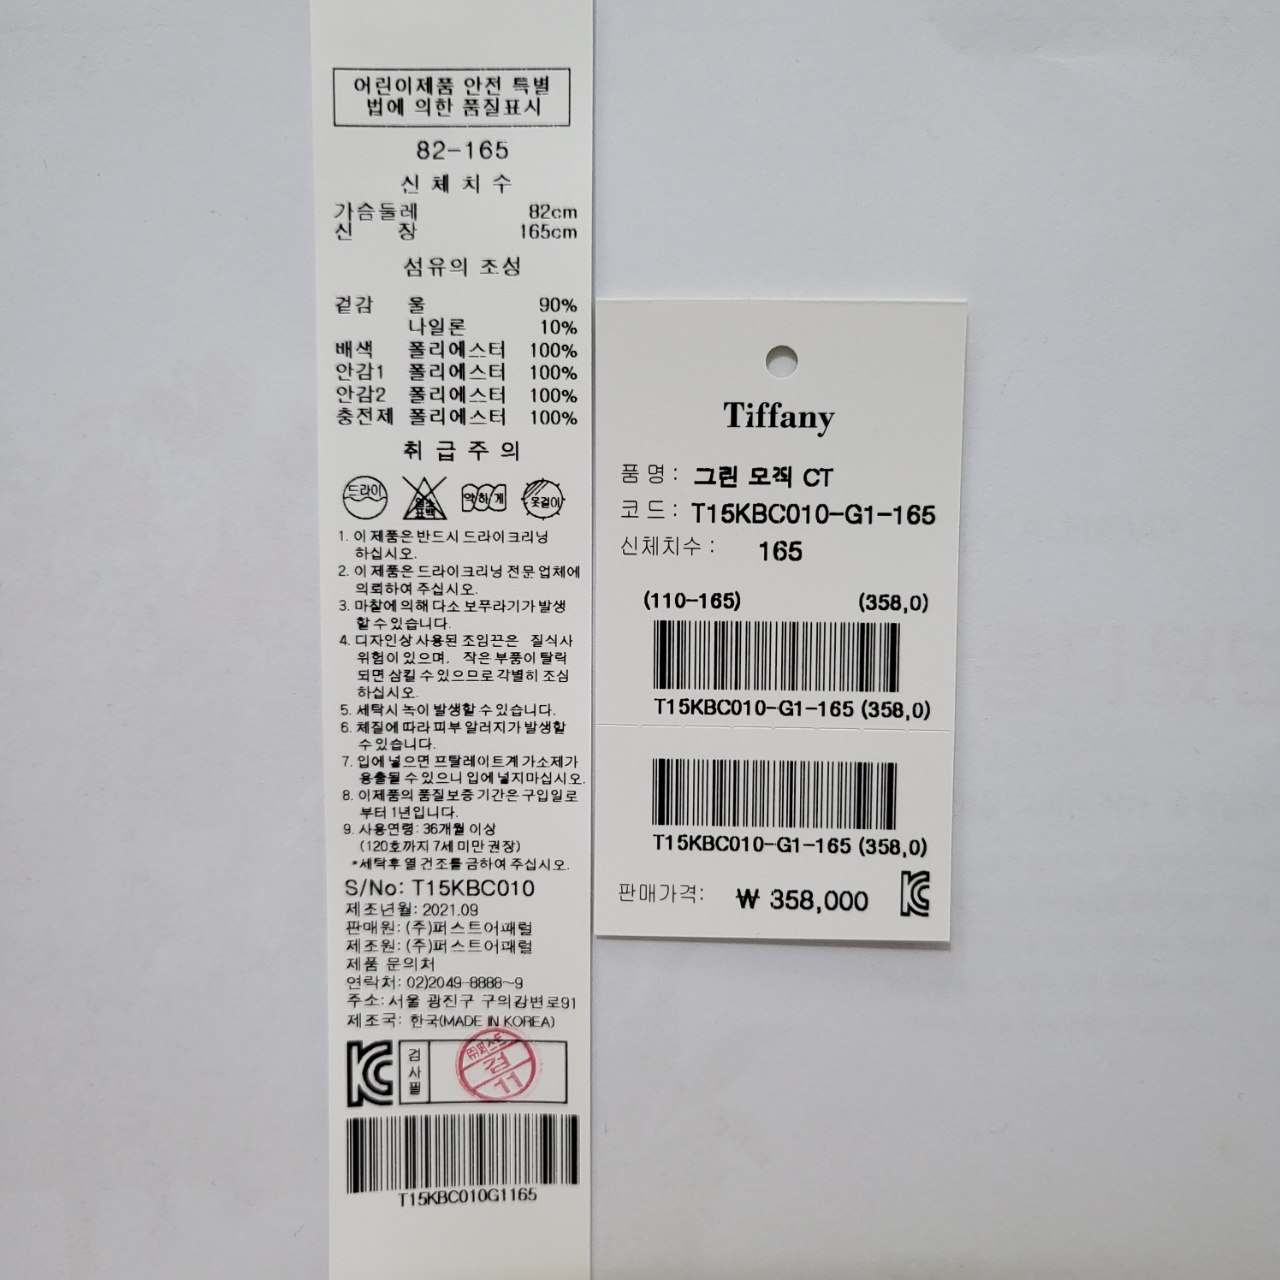 어린이제품 안전 특별
법에 의한 품질표시
82-165
신 체 치 수
가슴둘레 82cm
신 장 165cm
섬유의 조성
겉감 울 90%
나일론 10%
배색 폴리에스터 100%
안감1 폴리에스터 100%
안감2 폴리에스터 100%
충전제 폴리에스터 100%
취 급 주 의
드라이 염소표백 약하게 옷걸이
1. 이 제품은 반드시 드라이크리닝
하십시오.
2. 이 제품은 드라이크리닝 전문 업체에
의뢰하여 주십시오.
3. 마찰에 의해 다소 보푸라기가 발생
할 수 있습니다.
4. 디자인상 사용된 조임끈은 질식사
위험이 있으며, 작은 부품이 탈락
되면 삼킬 수 있으므로 각별히 조심
하십시오.
5. 세탁시 녹이 발생할 수 있습니다.
6. 체질에 따라 피부 알러지가 발생할
수 있습니다.
7. 입에 넣으면 프탈레이트계 가소제가
용출될 수 있으니 입에 넣지마십시오.
8. 이제품의 품질보증 기간은 구입일로
부터 1년입니다.
9. 사용연령: 36개월 이상
(120호까지 7세 미만 권장)
*세탁후 열 건조를 금하여 주십시오.
S/No: T15KBC010
제조년월: 2021.09
판매원: (주)퍼스트어패럴
제조원: (주)퍼스트어패럴
제품 문의처
연락처: 02)2049-8888~9
주소: 서울 광진구 구의강변로91
제조국: 한국(MADE IN KOREA)
KC 검사필
(주)퍼스트
검
11
T15KBC010G1165
Tiffany
품 명 : 그린 모직 CT
코 드 : T15KBC010-G1-165
신체치수 : 165
(110-165) (358,0)
T15KBC010-G1-165 (358,0)
T15KBC010-G1-165 (358,0)
판매가격: ₩ 358,000 KC